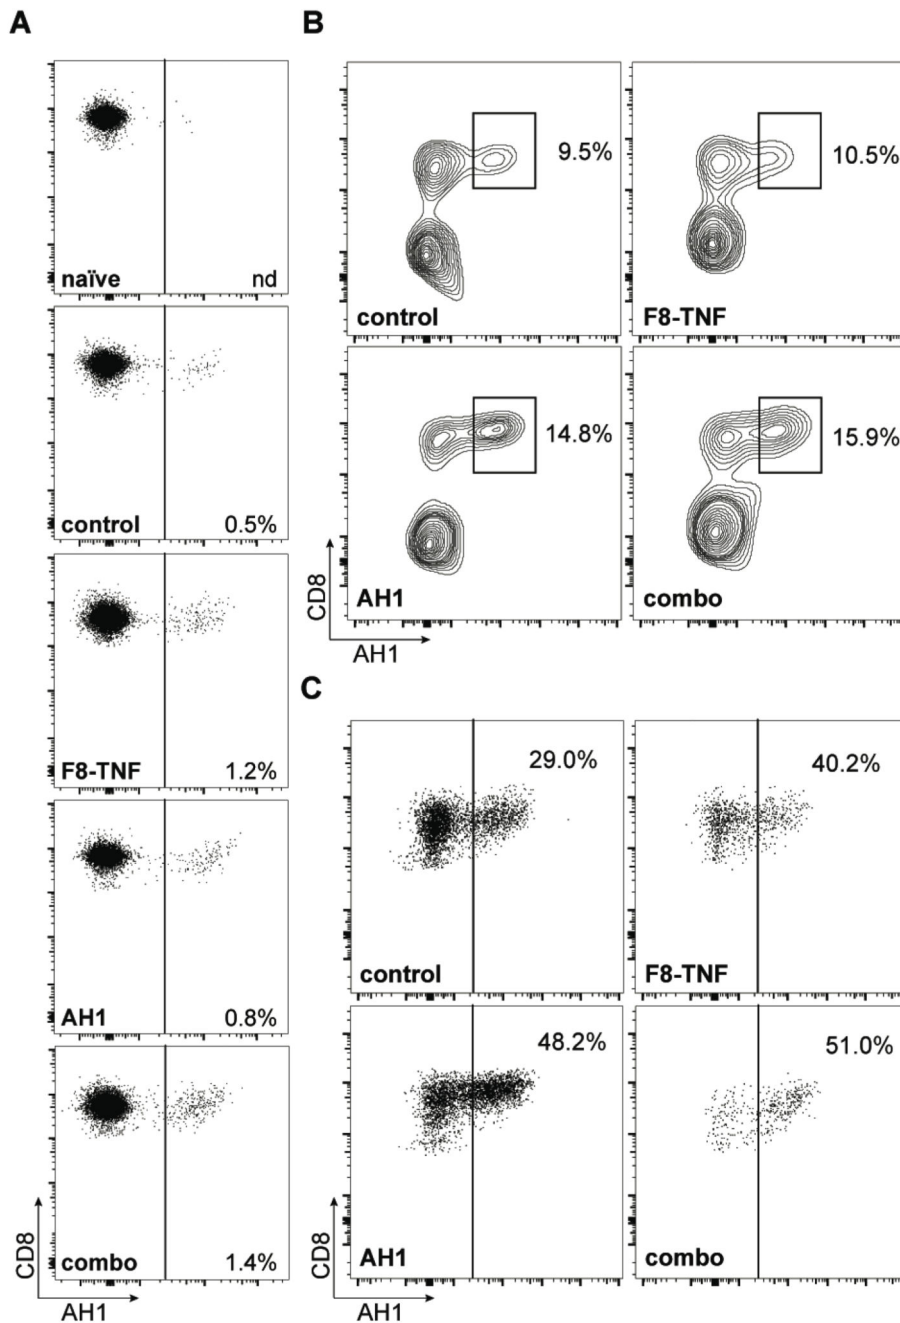 A
naïve
nd
control
0.5%
F8-TNF
1.2%
AH1
0.8%
combo
1.4%
CD8
AH1
B
9.5%
control
10.5%
F8-TNF
14.8%
AH1
15.9%
combo
CD8
AH1
C
29.0%
control
40.2%
F8-TNF
48.2%
AH1
51.0%
combo
CD8
AH1